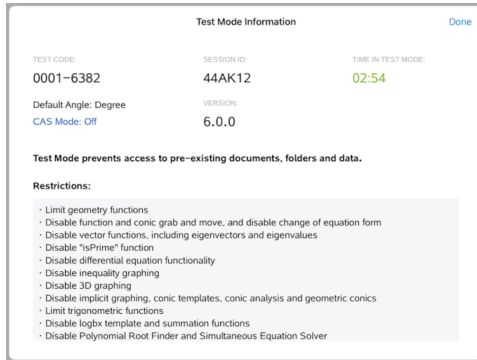 Test Mode Information
Done
TEST CODE:
SESSION ID:
TIME IN TEST MODE:
0001-6382
44AK12
02:54
Default Angle: Degree
VERSION:
CAS Mode: Off
6.0.0
Test Mode prevents access to pre-existing documents, folders and data.
Restrictions:
· Limit geometry functions
· Disable function and conic grab and move, and disable change of equation form
· Disable vector functions, including eigenvectors and eigenvalues
· Disable "isPrime" function
· Disable differential equation functionality
· Disable inequality graphing
· Disable 3D graphing
· Disable implicit graphing, conic templates, conic analysis and geometric conics
· Limit trigonometric functions
· Disable logbx template and summation functions
· Disable Polynomial Root Finder and Simultaneous Equation Solver